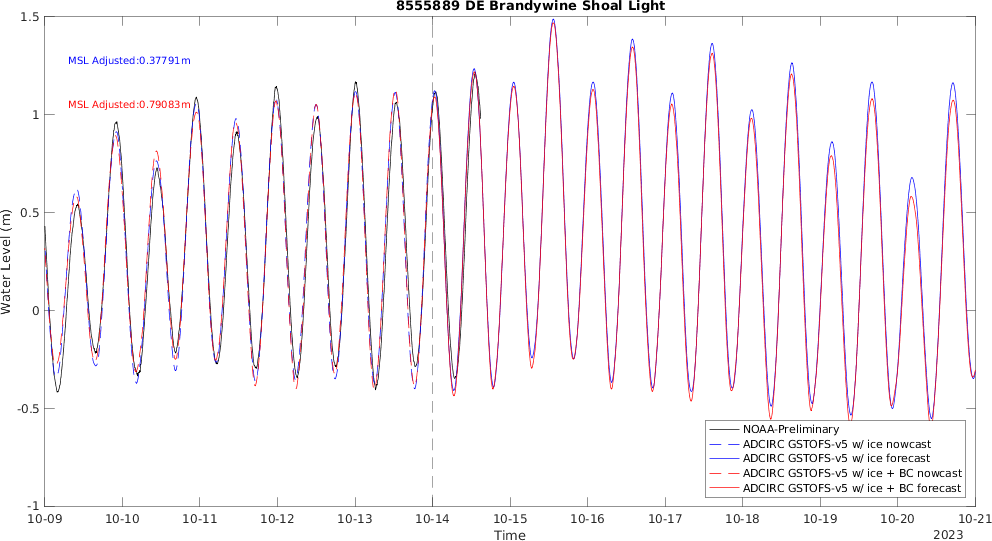 8555889 DE Brandywine Shoal Light
1.5
MSL Adjusted:0.37791m
MSL Adjusted:0.79083m
1
0.5
Water Level (m)
0
-0.5
NOAA-Preliminary
ADCIRC GSTOFS-v5 w/ ice nowcast
ADCIRC GSTOFS-v5 w/ ice forecast
ADCIRC GSTOFS-v5 w/ ice + BC nowcast
ADCIRC GSTOFS-v5 w/ ice + BC forecast
-1
10-09 10-10 10-11 10-12 10-13 10-14 10-15 10-16 10-17 10-18 10-19 10-20 10-21
Time
2023